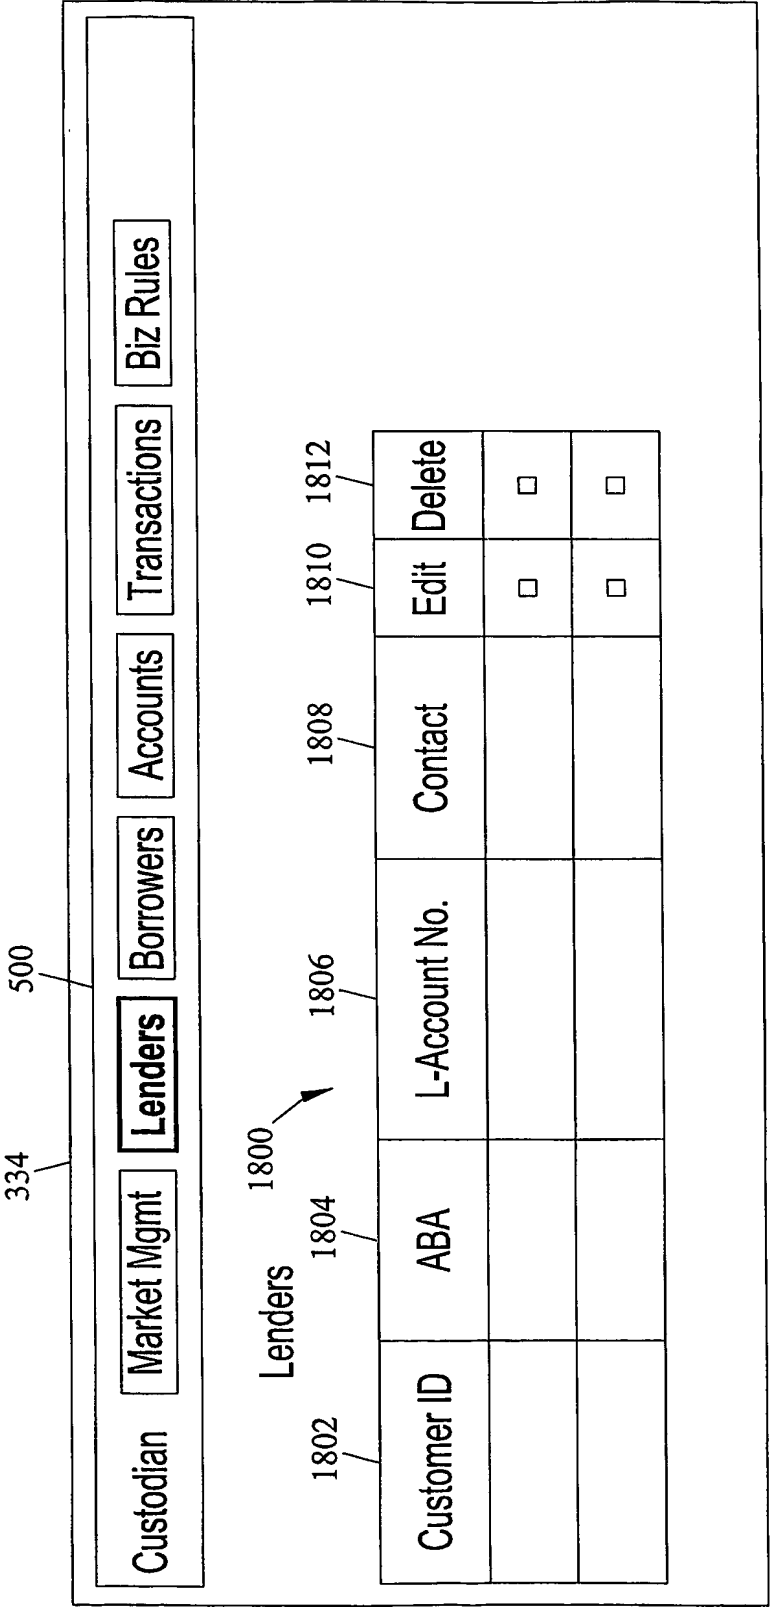 334
500
Custodian Market Mgmt Lenders Borrowers Accounts Transactions Biz Rules
Lenders
1800
1802 1804 1806 1808 1810 1812
Customer ID ABA L-Account No. Contact Edit Delete